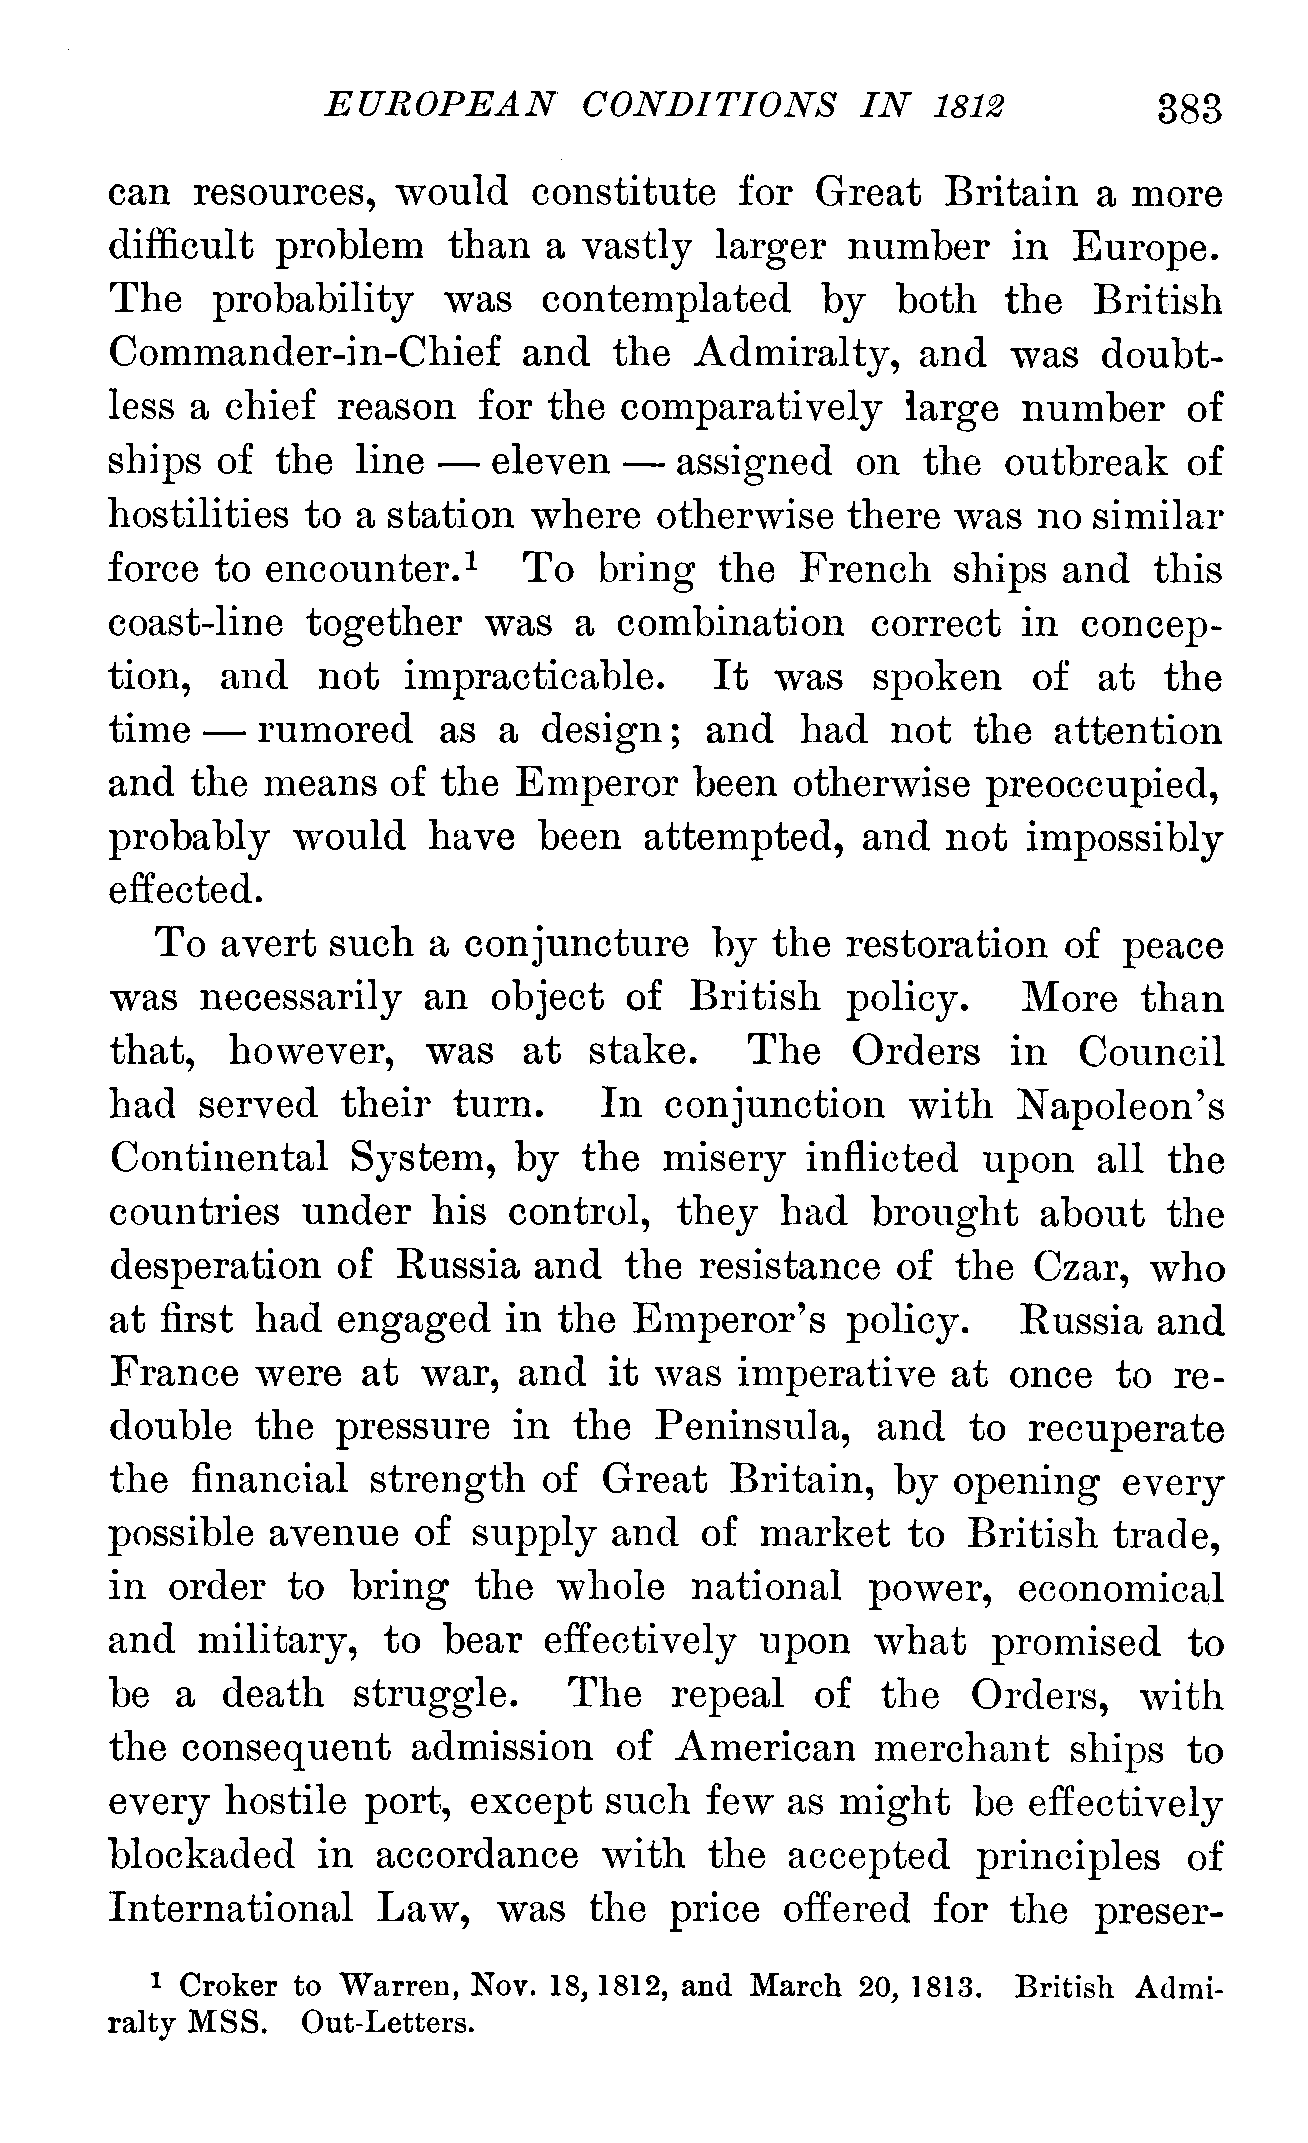 EUROPEAN CONDITIONS IN 1812 383
can resources, would constitute for Great Britain a more
difficult problem than a vastly larger number in Europe.
The probability was contemplated by both the British
Commander-in-Chief and the Admiralty, and was doubt-
less a chief reason for the comparatively large number of
ships of the line — eleven — assigned on the outbreak of
hostilities to a station where otherwise there was no similar
force to encounter.¹ To bring the French ships and this
coast-line together was a combination correct in concep-
tion, and not impracticable. It was spoken of at the
time — rumored as a design; and had not the attention
and the means of the Emperor been otherwise preoccupied,
probably would have been attempted, and not impossibly
effected.
To avert such a conjuncture by the restoration of peace
was necessarily an object of British policy. More than
that, however, was at stake. The Orders in Council
had served their turn. In conjunction with Napoleon's
Continental System, by the misery inflicted upon all the
countries under his control, they had brought about the
desperation of Russia and the resistance of the Czar, who
at first had engaged in the Emperor's policy. Russia and
France were at war, and it was imperative at once to re-
double the pressure in the Peninsula, and to recuperate
the financial strength of Great Britain, by opening every
possible avenue of supply and of market to British trade,
in order to bring the whole national power, economical
and military, to bear effectively upon what promised to
be a death struggle. The repeal of the Orders, with
the consequent admission of American merchant ships to
every hostile port, except such few as might be effectively
blockaded in accordance with the accepted principles of
International Law, was the price offered for the preser-
¹ Croker to Warren, Nov. 18, 1812, and March 20, 1813. British Admi-
ralty MSS. Out-Letters.